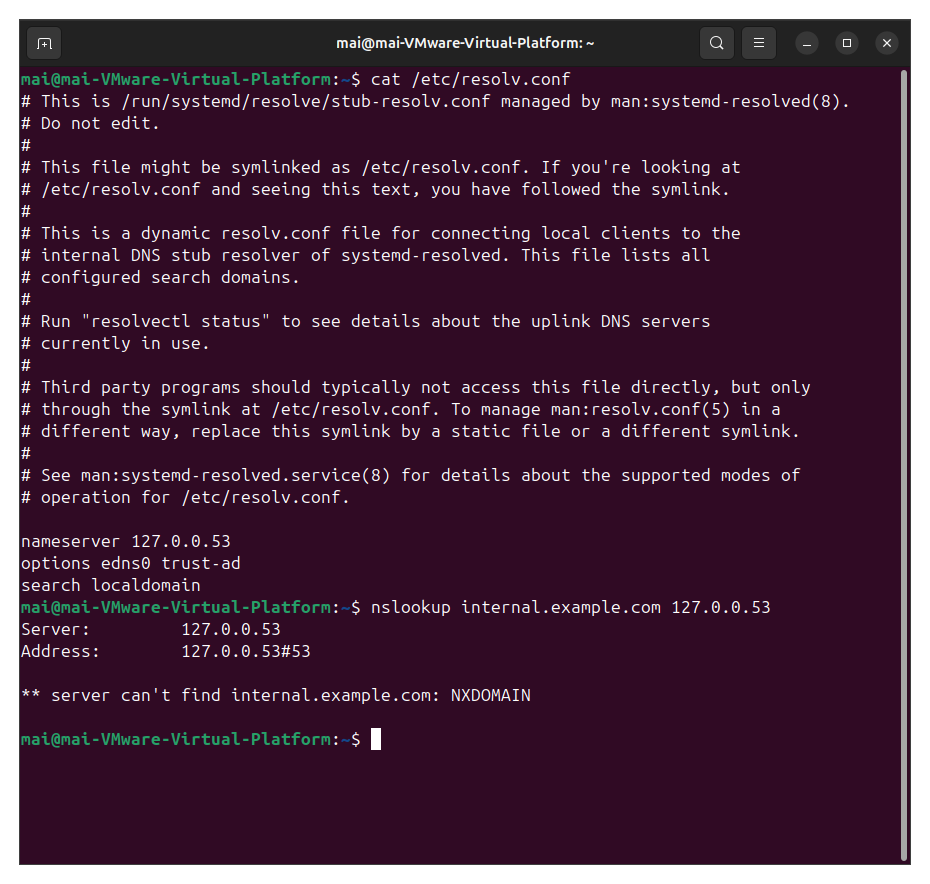 mai@mai-VMware-Virtual-Platform: ~
mai@mai-VMware-Virtual-Platform:~$ cat /etc/resolv.conf
# This is /run/systemd/resolve/stub-resolv.conf managed by man:systemd-resolved(8).
# Do not edit.
#
# This file might be symlinked as /etc/resolv.conf. If you're looking at
# /etc/resolv.conf and seeing this text, you have followed the symlink.
#
# This is a dynamic resolv.conf file for connecting local clients to the
# internal DNS stub resolver of systemd-resolved. This file lists all
# configured search domains.
#
# Run "resolvectl status" to see details about the uplink DNS servers
# currently in use.
#
# Third party programs should typically not access this file directly, but only
# through the symlink at /etc/resolv.conf. To manage man:resolv.conf(5) in a
# different way, replace this symlink by a static file or a different symlink.
#
# See man:systemd-resolved.service(8) for details about the supported modes of
# operation for /etc/resolv.conf.

nameserver 127.0.0.53
options edns0 trust-ad
search localdomain
mai@mai-VMware-Virtual-Platform:~$ nslookup internal.example.com 127.0.0.53
Server:         127.0.0.53
Address:        127.0.0.53#53

** server can't find internal.example.com: NXDOMAIN

mai@mai-VMware-Virtual-Platform:~$